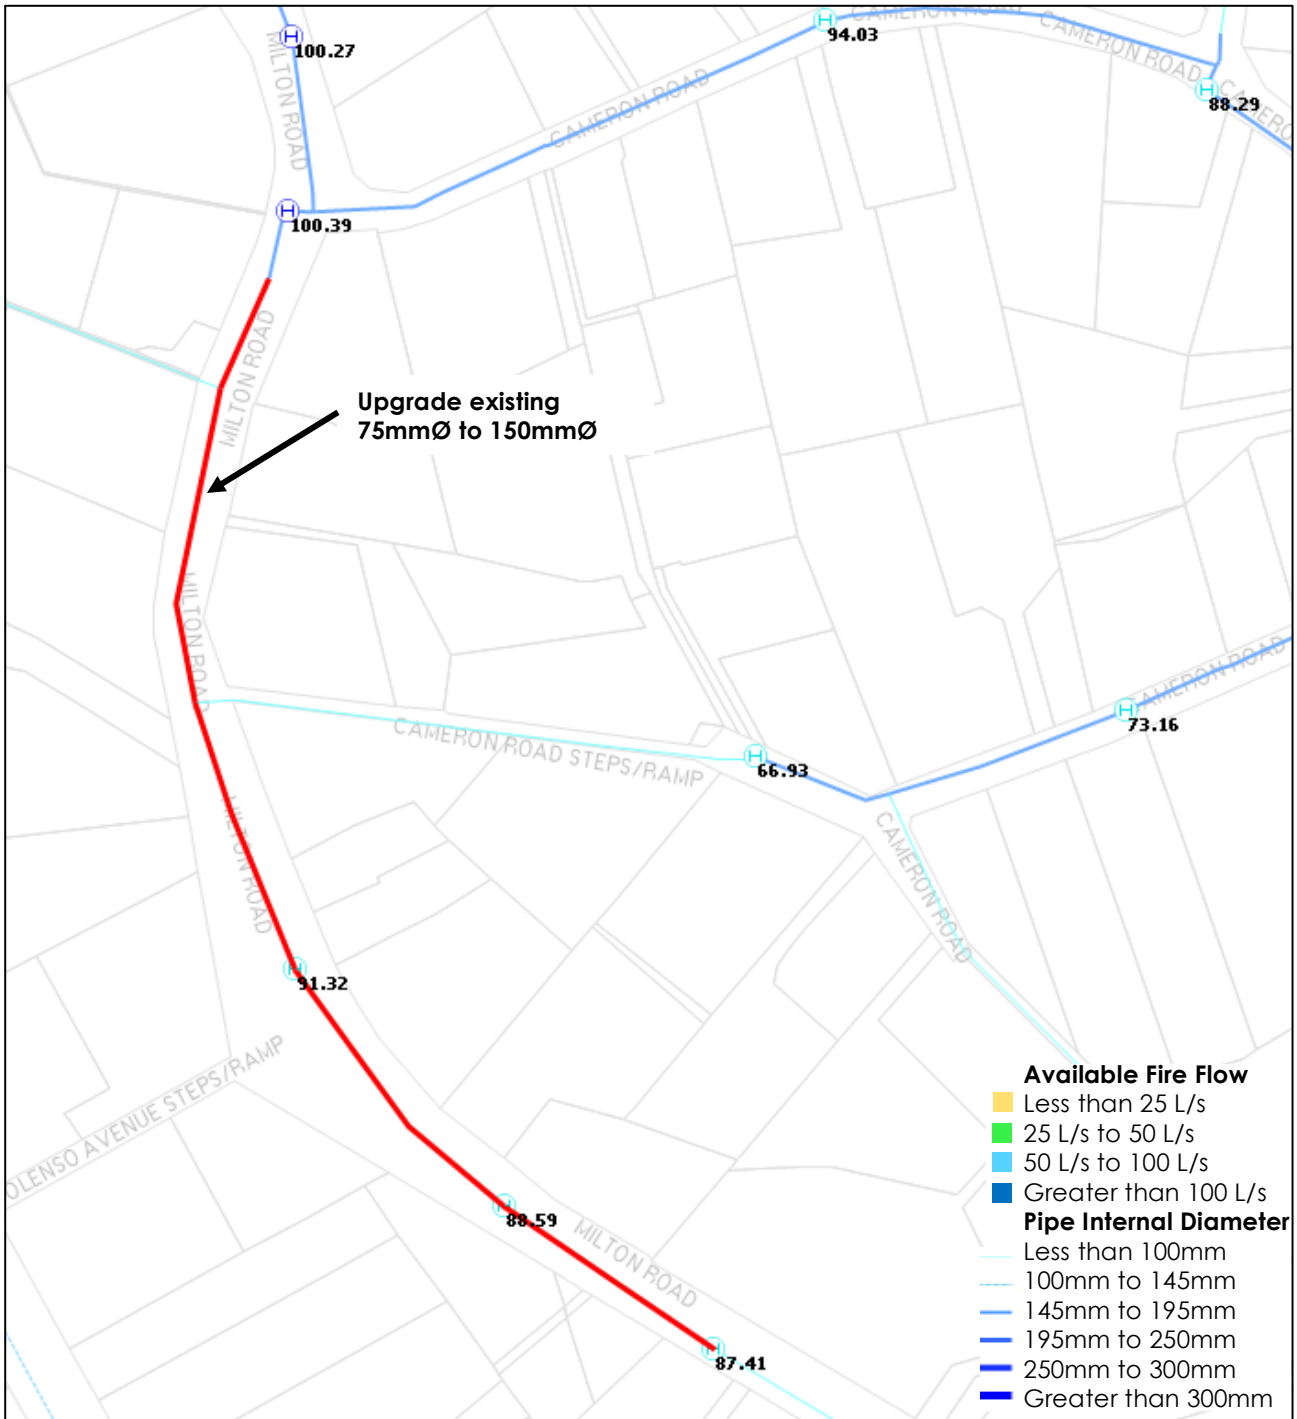 CAMERON ROAD
94.03
CAMERON ROAD
100.27
MILTON ROAD
CAMERON ROAD
88.29
CAMERO
100.39
MILTON ROAD
Upgrade existing
75mmØ to 150mmØ
MILTON ROAD
CAMERON ROAD
73.16
CAMERON ROAD STEPS/RAMP
66.93
MILTON ROAD
CAMERON ROAD
91.32
OLENSO AVENUE STEPS/RAMP
88.59
MILTON ROAD
87.41
Available Fire Flow
Less than 25 L/s
25 L/s to 50 L/s
50 L/s to 100 L/s
Greater than 100 L/s
Pipe Internal Diameter
Less than 100mm
100mm to 145mm
145mm to 195mm
195mm to 250mm
250mm to 300mm
Greater than 300mm